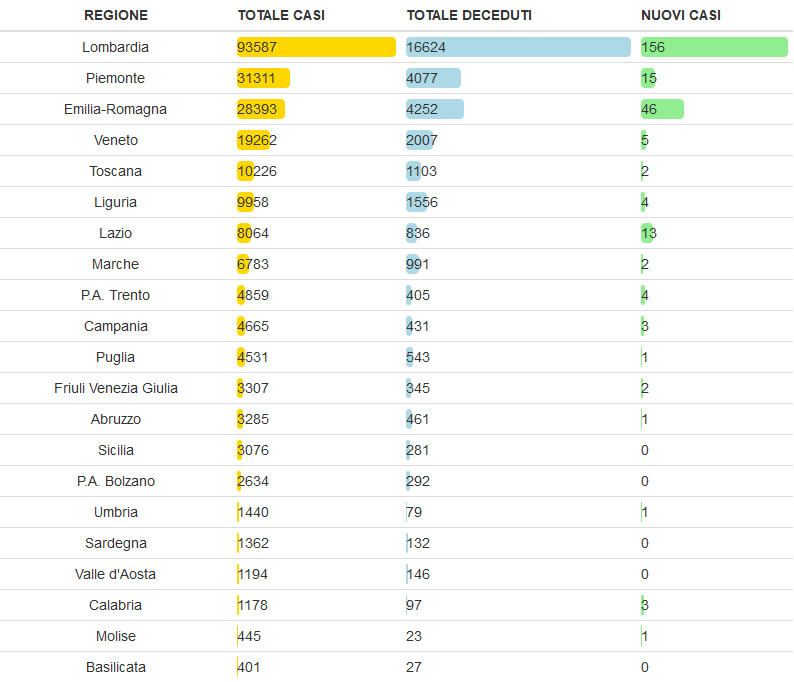 REGIONE TOTALE CASI TOTALE DECEDUTI NUOVI CASI
Lombardia 93587 16624 156
Piemonte 31311 4077 15
Emilia-Romagna 28393 4252 46
Veneto 19262 2007 5
Toscana 10226 1103 2
Liguria 9958 1556 4
Lazio 8064 836 13
Marche 6783 991 2
P.A. Trento 4859 405 4
Campania 4665 431 3
Puglia 4531 543 1
Friuli Venezia Giulia 3307 345 2
Abruzzo 3285 461 1
Sicilia 3076 281 0
P.A. Bolzano 2634 292 0
Umbria 1440 79 1
Sardegna 1362 132 0
Valle d'Aosta 1194 146 0
Calabria 1178 97 3
Molise 445 23 1
Basilicata 401 27 0